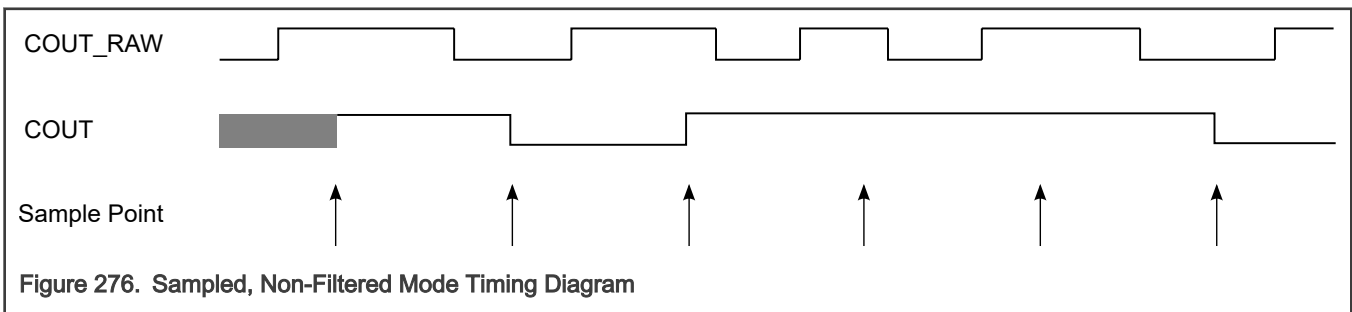 COUT_RAW
COUT
Sample Point
Figure 276. Sampled, Non-Filtered Mode Timing Diagram